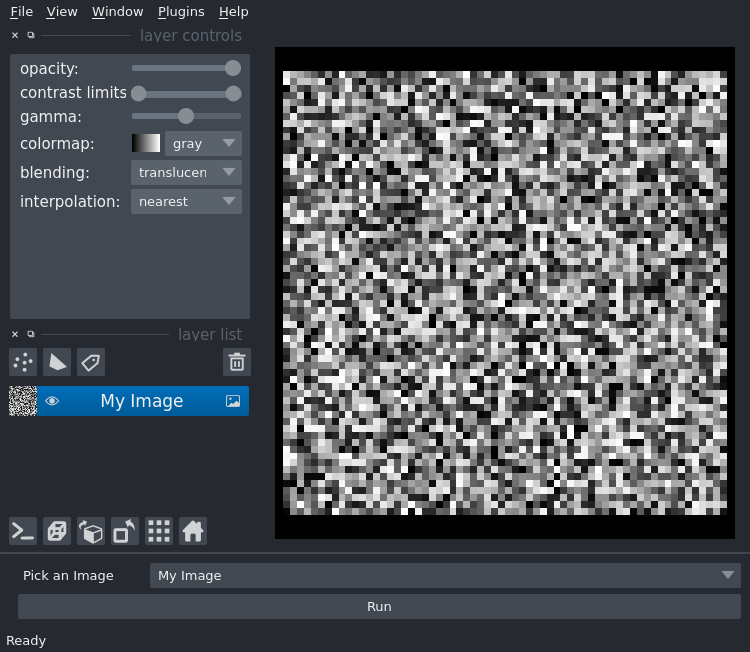 File View Window Plugins Help
layer controls
opacity:
contrast limits
gamma:
colormap: gray
blending: translucen
interpolation: nearest
layer list
My Image
Pick an Image My Image
Run
Ready